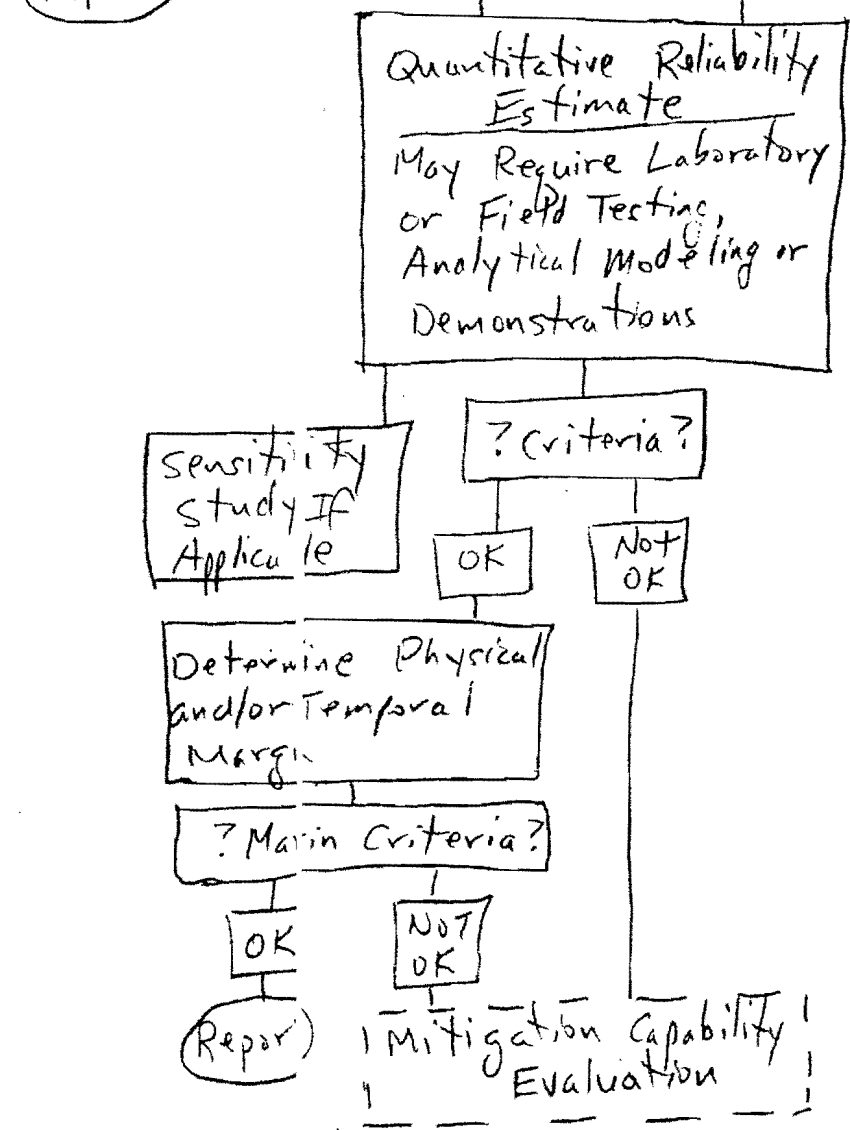 Quantitative Reliability
Estimate
May Require Laboratory
or Field Testing,
Analytical Modeling or
Demonstrations
? Criteria?
Sensitivity
Study If
Applicable
OK
Not
OK
Determine Physical
and/or Temporal
Margin
? Margin Criteria?
OK
NOT
OK
Report
Mitigation Capability
Evaluation